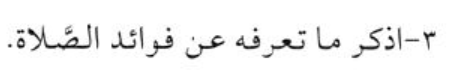 ٣-اذكر ما تعرفه عن فوائد الصَّلاة.